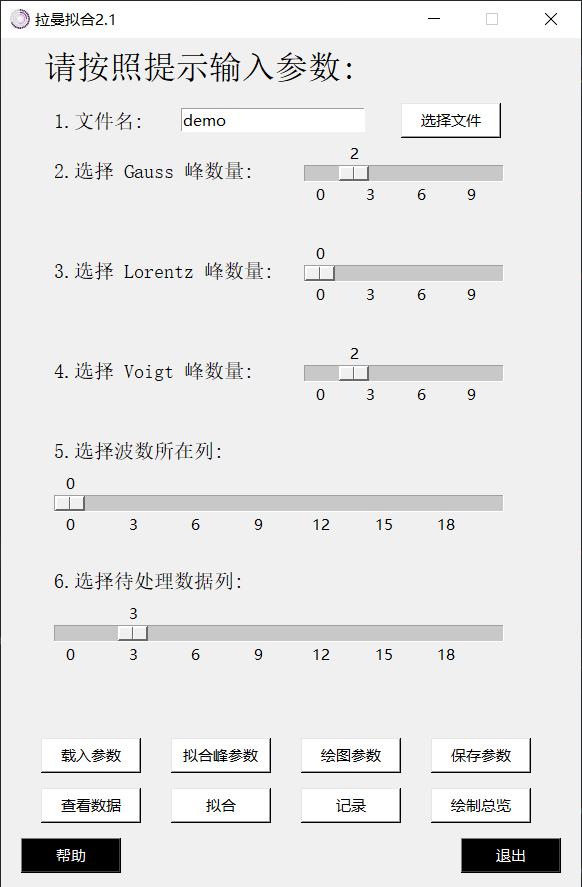 拉曼拟合2.1
请按照提示输入参数:
1.文件名: demo 选择文件
2
2.选择 Gauss 峰数量:
0 3 6 9
0
3.选择 Lorentz 峰数量:
0 3 6 9
2
4.选择 Voigt 峰数量:
0 3 6 9
5.选择波数所在列:
0
0 3 6 9 12 15 18
6.选择待处理数据列:
3
0 3 6 9 12 15 18
载入参数 拟合峰参数 绘图参数 保存参数
查看数据 拟合 记录 绘制总览
帮助 退出